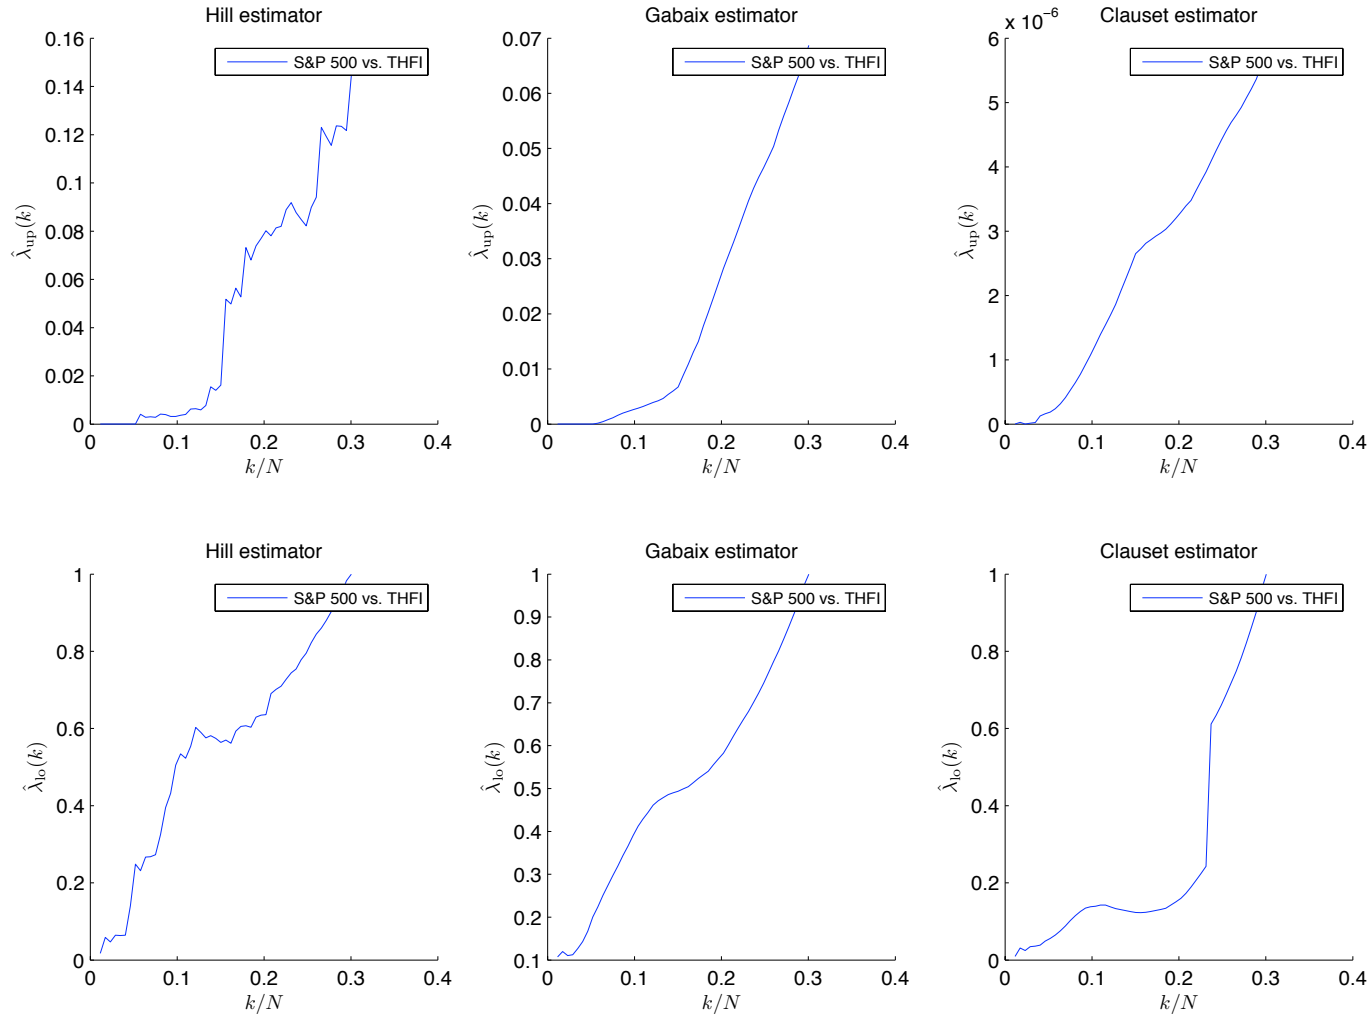 Hill estimator
0.16
0.14
0.12
0.1
0.08
0.06
0.04
0.02
0
0 0.1 0.2 0.3 0.4
k/N
λ̂up(k)
S&P 500 vs. THFI
Gabaix estimator
0.07
0.06
0.05
0.04
0.03
0.02
0.01
0
0 0.1 0.2 0.3 0.4
k/N
λ̂up(k)
S&P 500 vs. THFI
Clauset estimator
x 10⁻⁶
6
5
4
3
2
1
0
0 0.1 0.2 0.3 0.4
k/N
λ̂up(k)
S&P 500 vs. THFI
Hill estimator
1
0.8
0.6
0.4
0.2
0
0 0.1 0.2 0.3 0.4
k/N
λ̂lo(k)
S&P 500 vs. THFI
Gabaix estimator
1
0.9
0.8
0.7
0.6
0.5
0.4
0.3
0.2
0.1
0 0.1 0.2 0.3 0.4
k/N
λ̂lo(k)
S&P 500 vs. THFI
Clauset estimator
1
0.8
0.6
0.4
0.2
0
0 0.1 0.2 0.3 0.4
k/N
λ̂lo(k)
S&P 500 vs. THFI